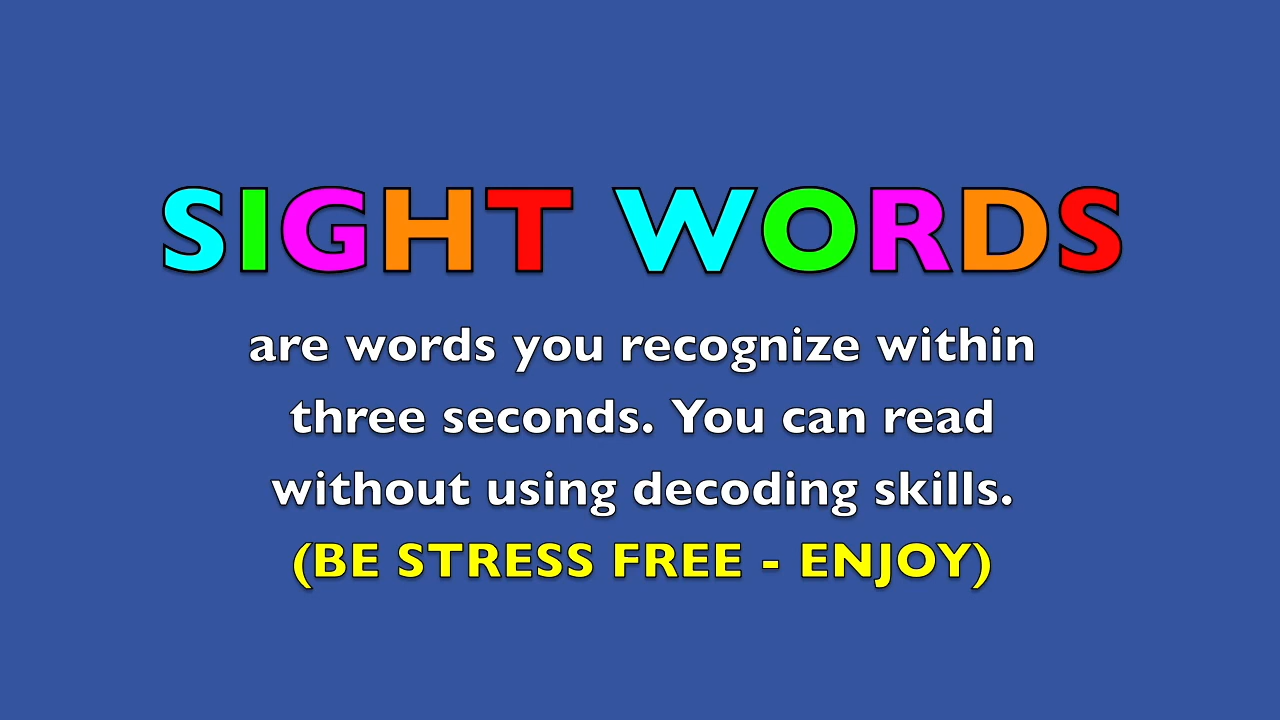 SIGHT WORDS
are words you recognize within
three seconds. You can read
without using decoding skills.
(BE STRESS FREE - ENJOY)